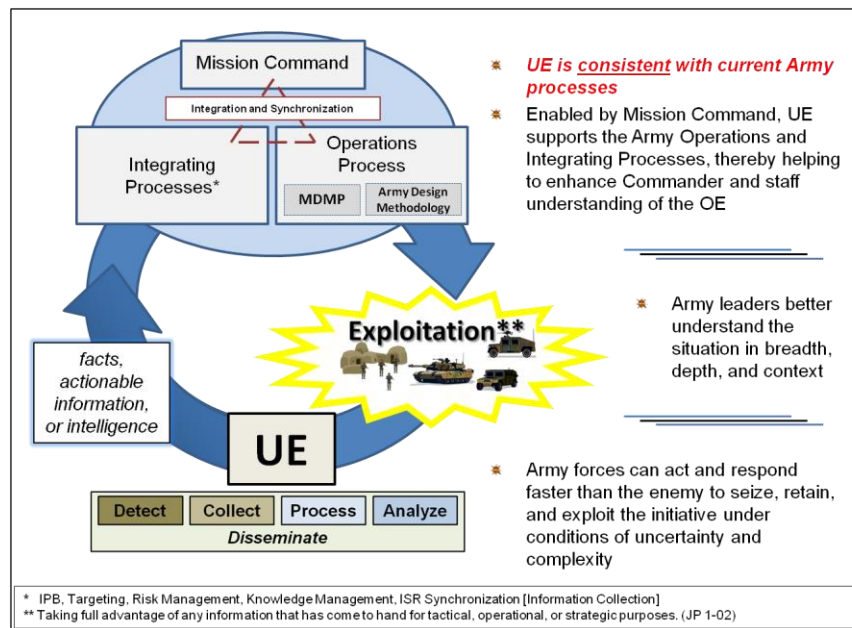 Mission Command
Integration and Synchronization
Integrating
Processes*
Operations
Process
MDMP
Army Design
Methodology
Exploitation**
facts,
actionable
information,
or intelligence
UE
Detect
Collect
Process
Analyze
Disseminate
UE is consistent with current Army
processes
Enabled by Mission Command, UE
supports the Army Operations and
Integrating Processes, thereby helping
to enhance Commander and staff
understanding of the OE
Army leaders better
understand the
situation in breadth,
depth, and context
Army forces can act and respond
faster than the enemy to seize, retain,
and exploit the initiative under
conditions of uncertainty and
complexity
* IPB, Targeting, Risk Management, Knowledge Management, ISR Synchronization [Information Collection]
** Taking full advantage of any information that has come to hand for tactical, operational, or strategic purposes. (JP 1-02)